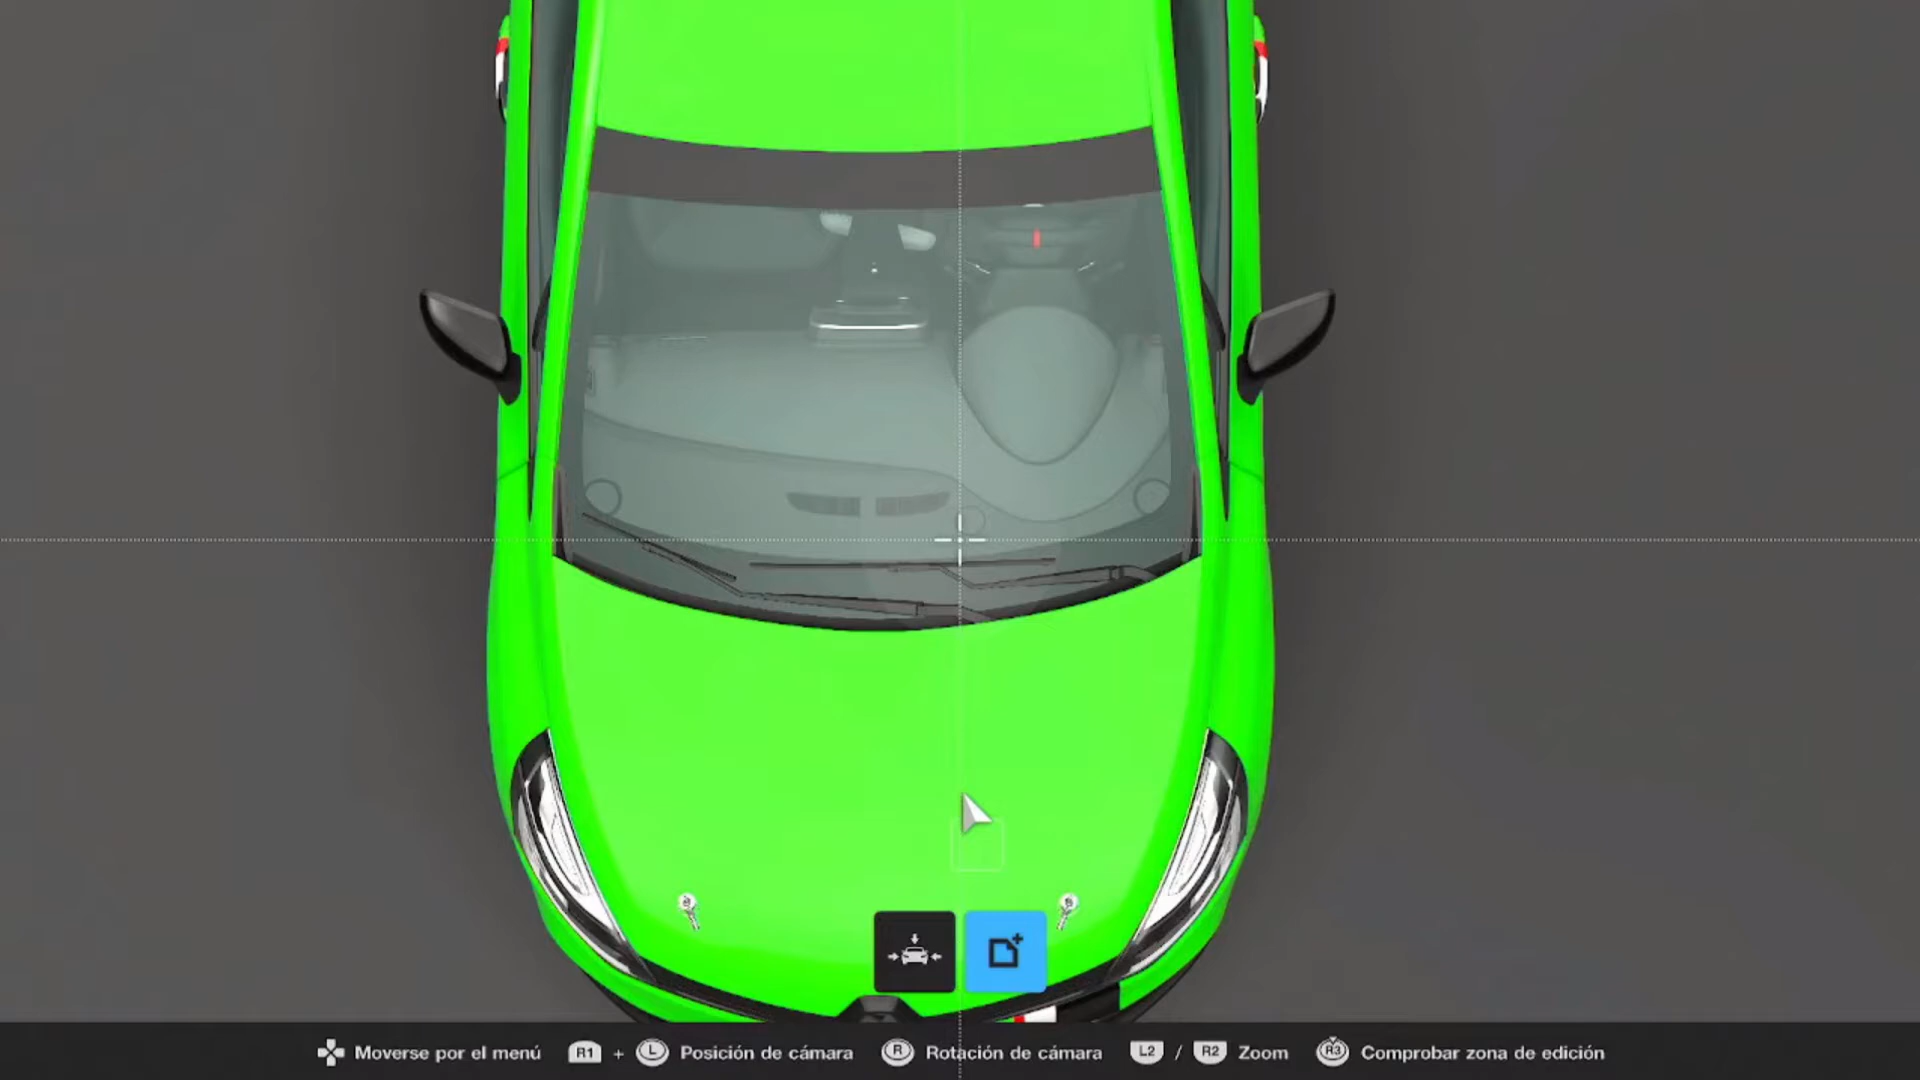 Moverse por el menú R1 + L Posición de cámara R Rotación de cámara L2 / R2 Zoom R3 Comprobar zona de edición